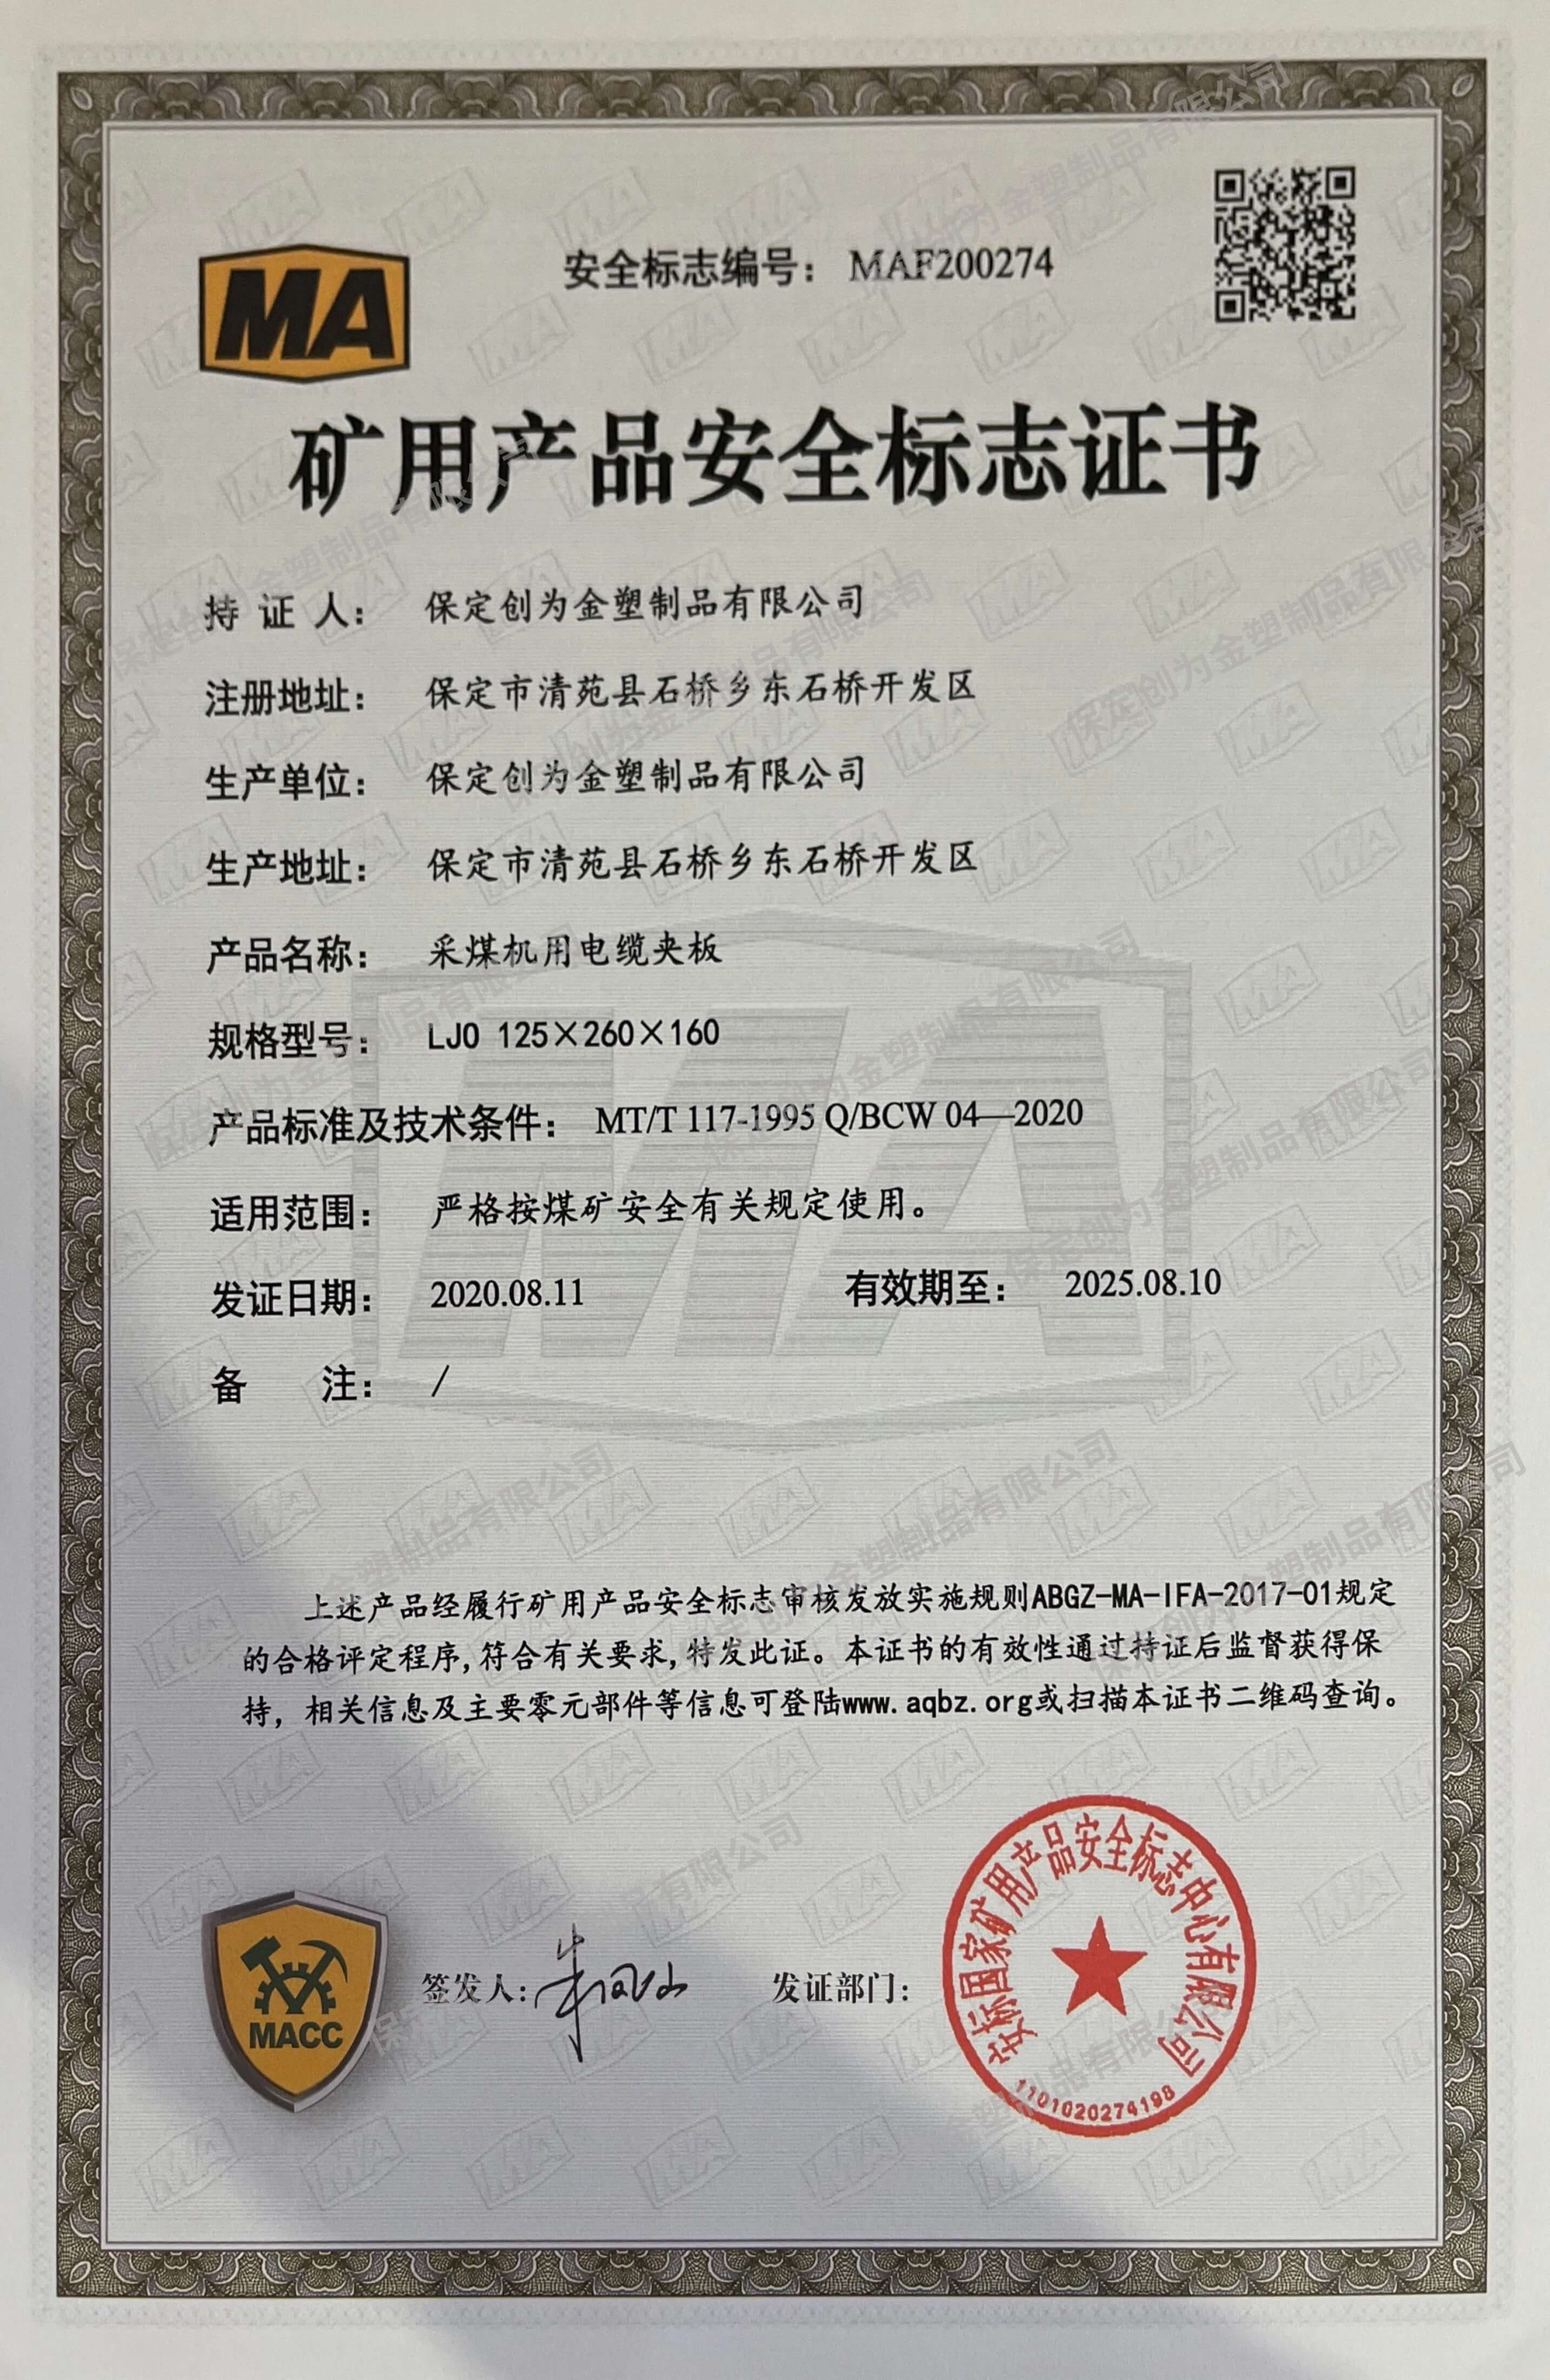 MA
安全标志编号： MAF200274
矿用产品安全标志证书
持 证 人： 保定创为金塑制品有限公司
注册地址： 保定市清苑县石桥乡东石桥开发区
生产单位： 保定创为金塑制品有限公司
生产地址： 保定市清苑县石桥乡东石桥开发区
产品名称： 采煤机用电缆夹板
规格型号： LJ0 125×260×160
产品标准及技术条件： MT/T 117-1995 Q/BCW 04—2020
适用范围： 严格按煤矿安全有关规定使用。
发证日期： 2020.08.11 有效期至： 2025.08.10
备 注： /
上述产品经履行矿用产品安全标志审核发放实施规则ABGZ-MA-IFA-2017-01规定
的合格评定程序,符合有关要求,特发此证。本证书的有效性通过持证后监督获得保
持，相关信息及主要零元部件等信息可登陆www.aqbz.org或扫描本证书二维码查询。
MACC
签发人:
发证部门:
安标国家矿用产品安全标志中心有限公司
1101020274198
保定创为金塑制品有限公司